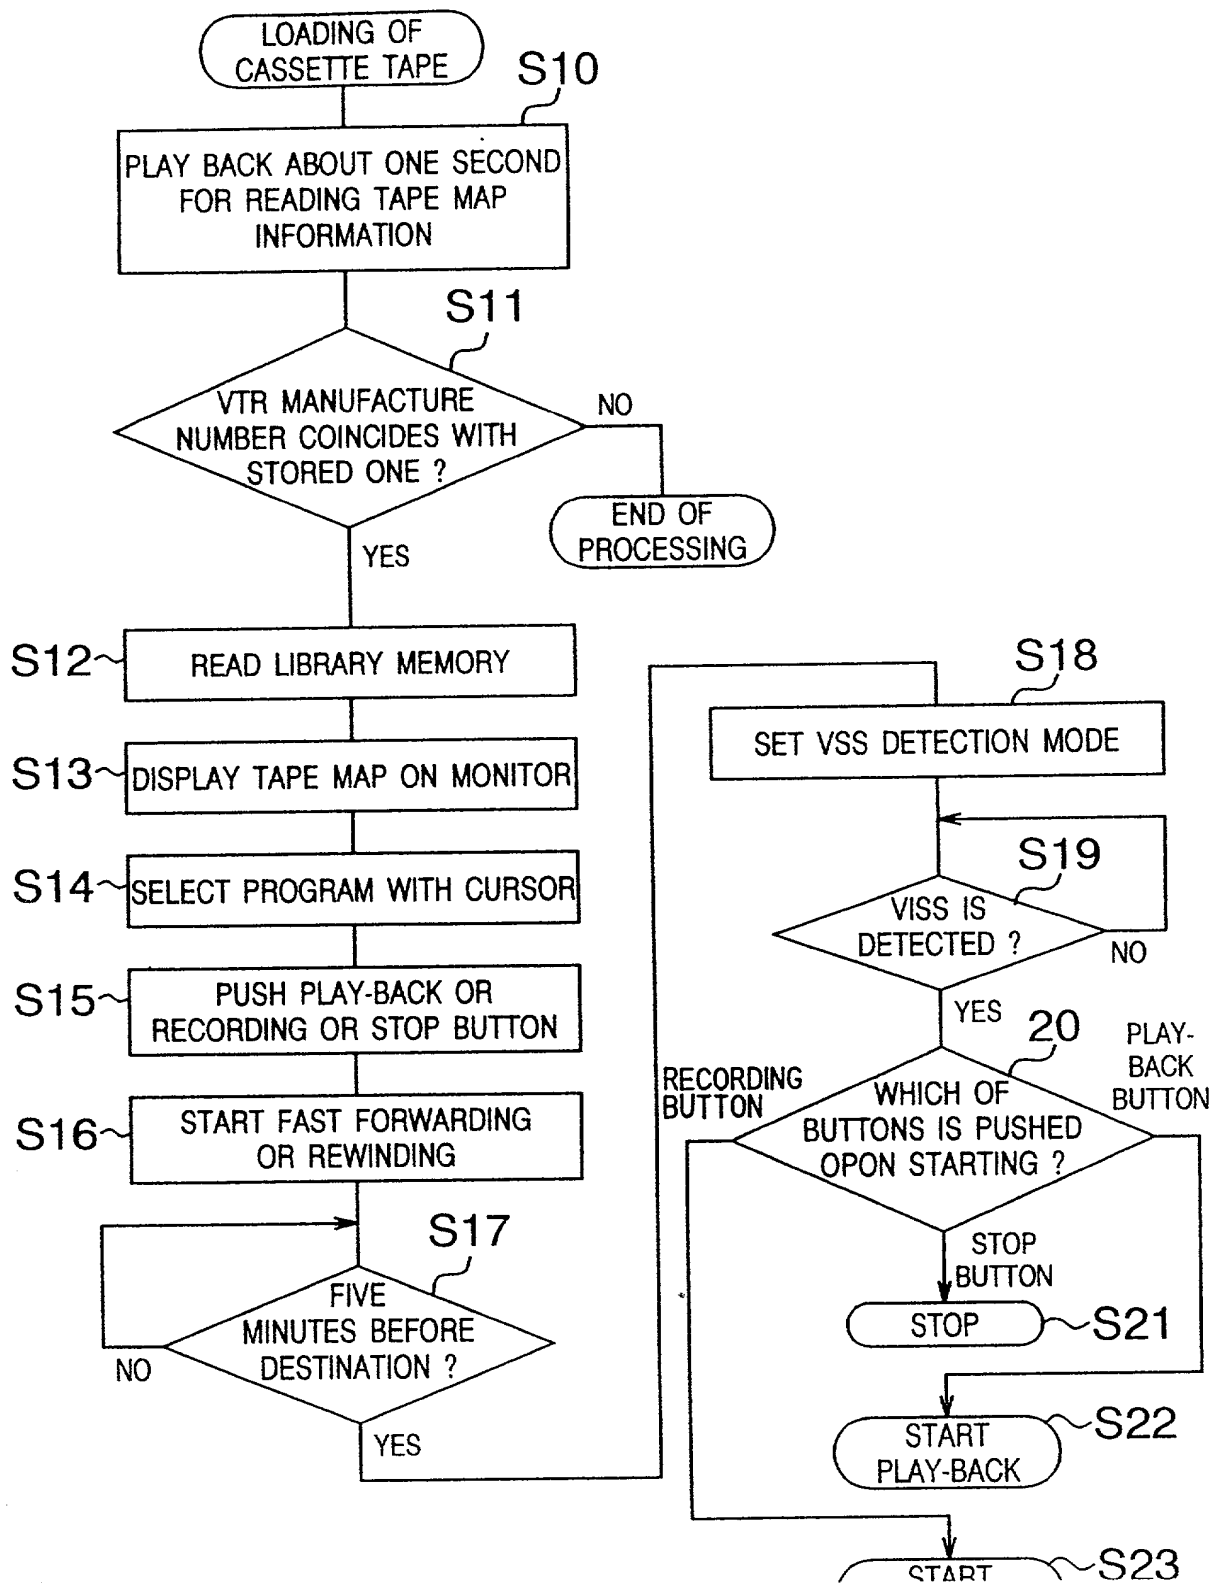 LOADING OF
CASSETTE TAPE
S10
PLAY BACK ABOUT ONE SECOND
FOR READING TAPE MAP
INFORMATION
S11
VTR MANUFACTURE
NUMBER COINCIDES WITH
STORED ONE ?
NO
END OF
PROCESSING
YES
S12
READ LIBRARY MEMORY
S13
DISPLAY TAPE MAP ON MONITOR
S14
SELECT PROGRAM WITH CURSOR
S15
PUSH PLAY-BACK OR
RECORDING OR STOP BUTTON
S16
START FAST FORWARDING
OR REWINDING
S17
FIVE
MINUTES BEFORE
DESTINATION ?
NO
YES
S18
SET VSS DETECTION MODE
S19
VISS IS
DETECTED ?
NO
YES
20
WHICH OF
BUTTONS IS PUSHED
OPON STARTING ?
RECORDING
BUTTON
PLAY-
BACK
BUTTON
STOP
BUTTON
STOP
S21
START
PLAY-BACK
S22
START
S23